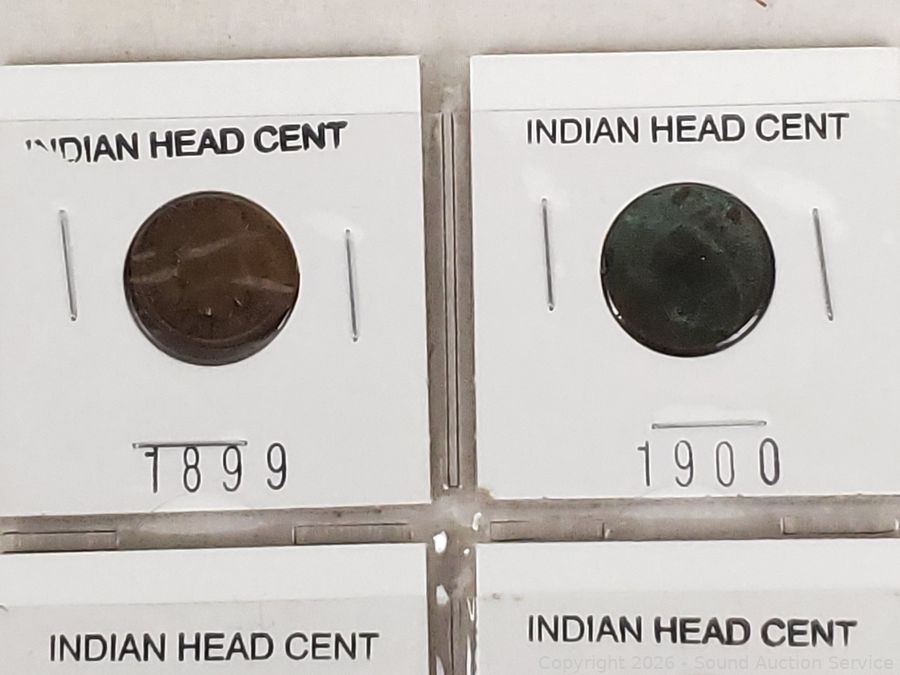 INDIAN HEAD CENT
INDIAN HEAD CENT
1899
1900
INDIAN HEAD CENT
INDIAN HEAD CENT
Copyright 2026 - Sound Auction Service